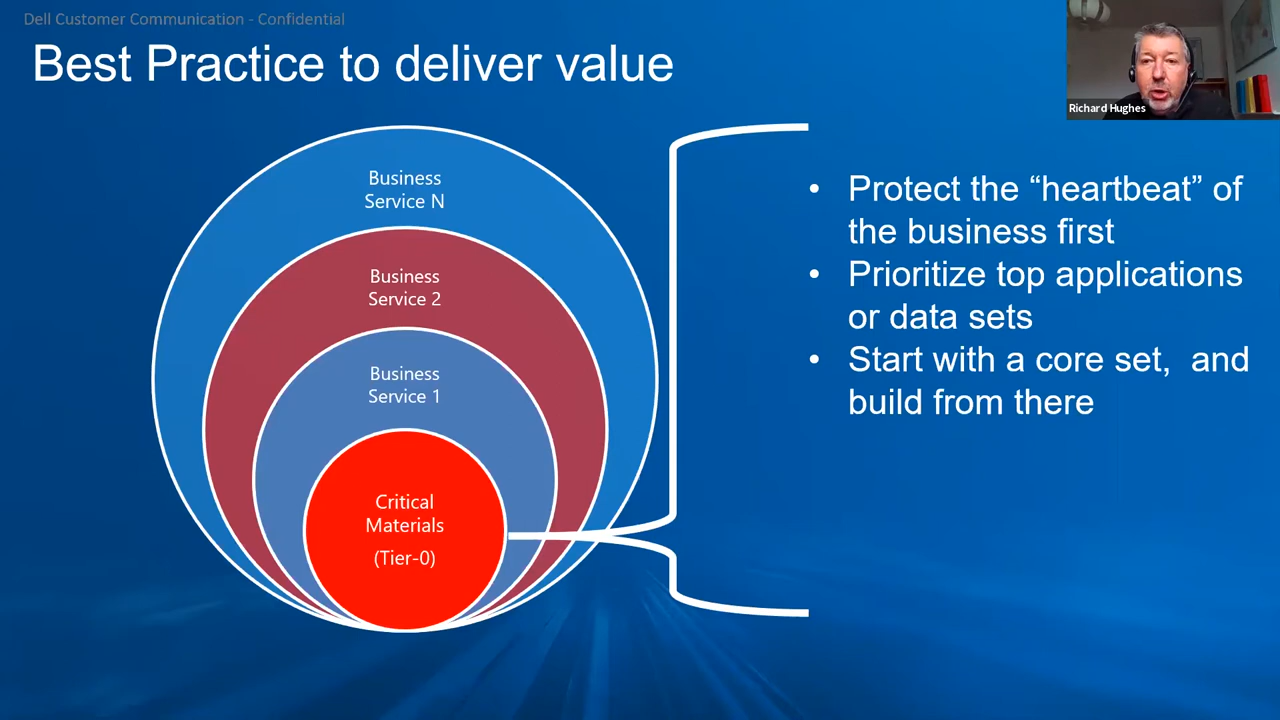 Dell Customer Communication - Confidential
Best Practice to deliver value
Richard Hughes
Business
Service N
Business
Service 2
Business
Service 1
Critical
Materials
(Tier-0)
• Protect the “heartbeat” of
the business first
• Prioritize top applications
or data sets
• Start with a core set,  and
build from there